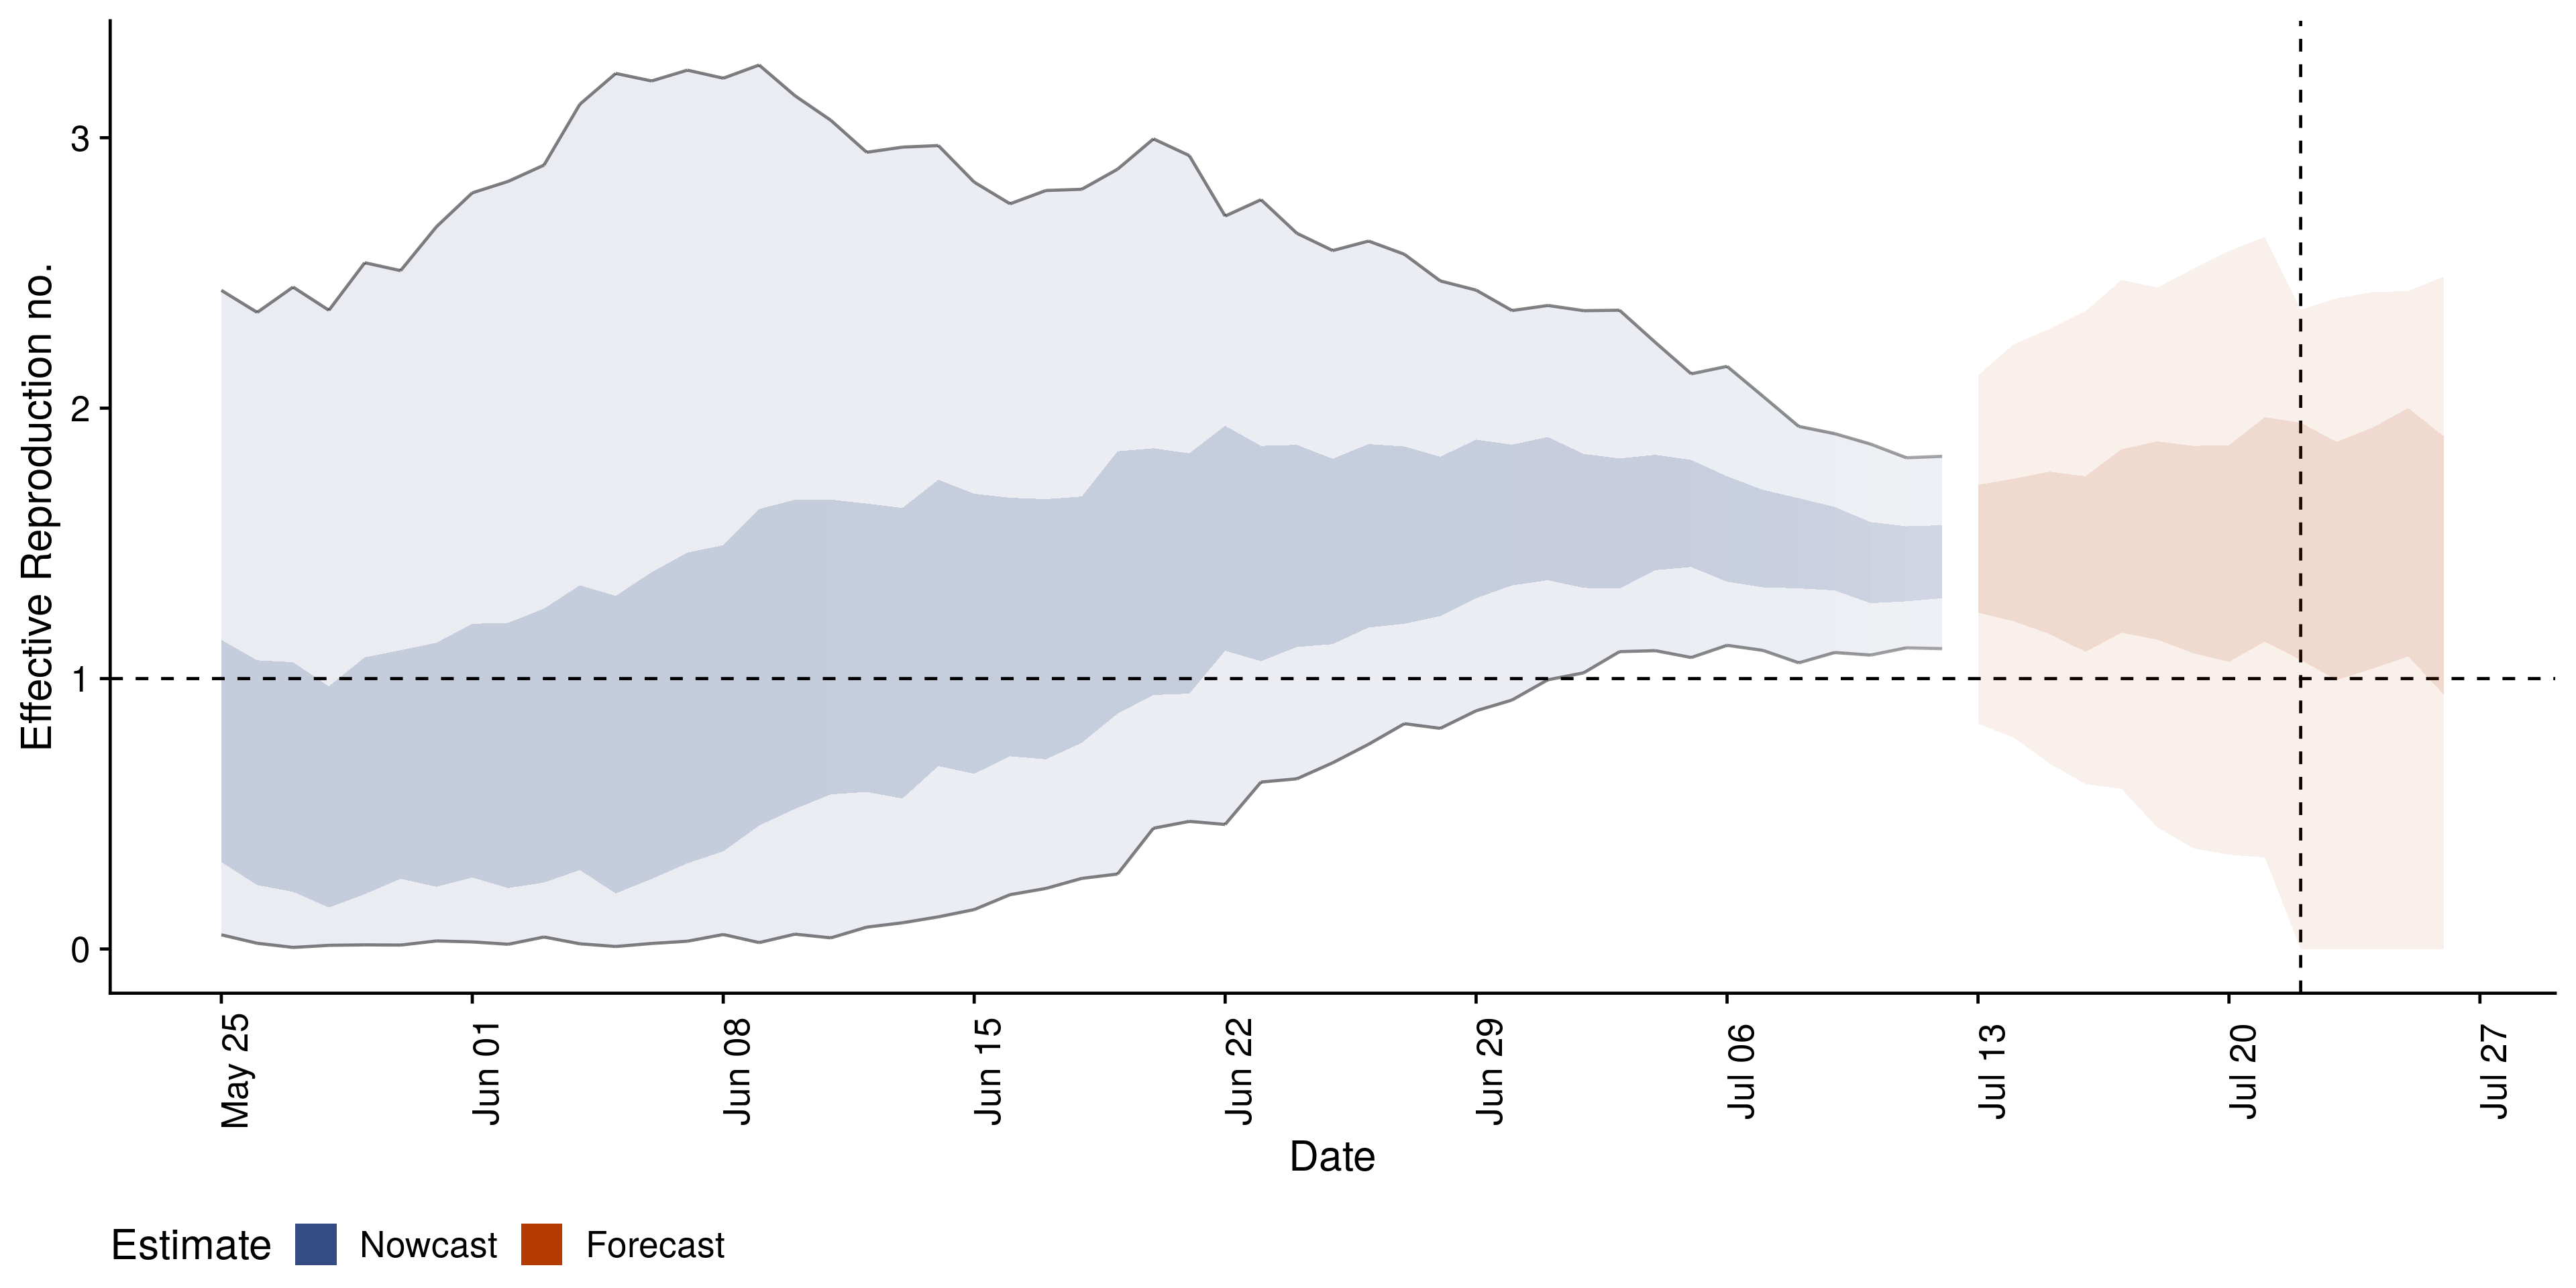 Effective Reproduction no.
3
2
1
0
May 25
Jun 01
Jun 08
Jun 15
Jun 22
Jun 29
Jul 06
Jul 13
Jul 20
Jul 27
Date
Estimate Nowcast Forecast